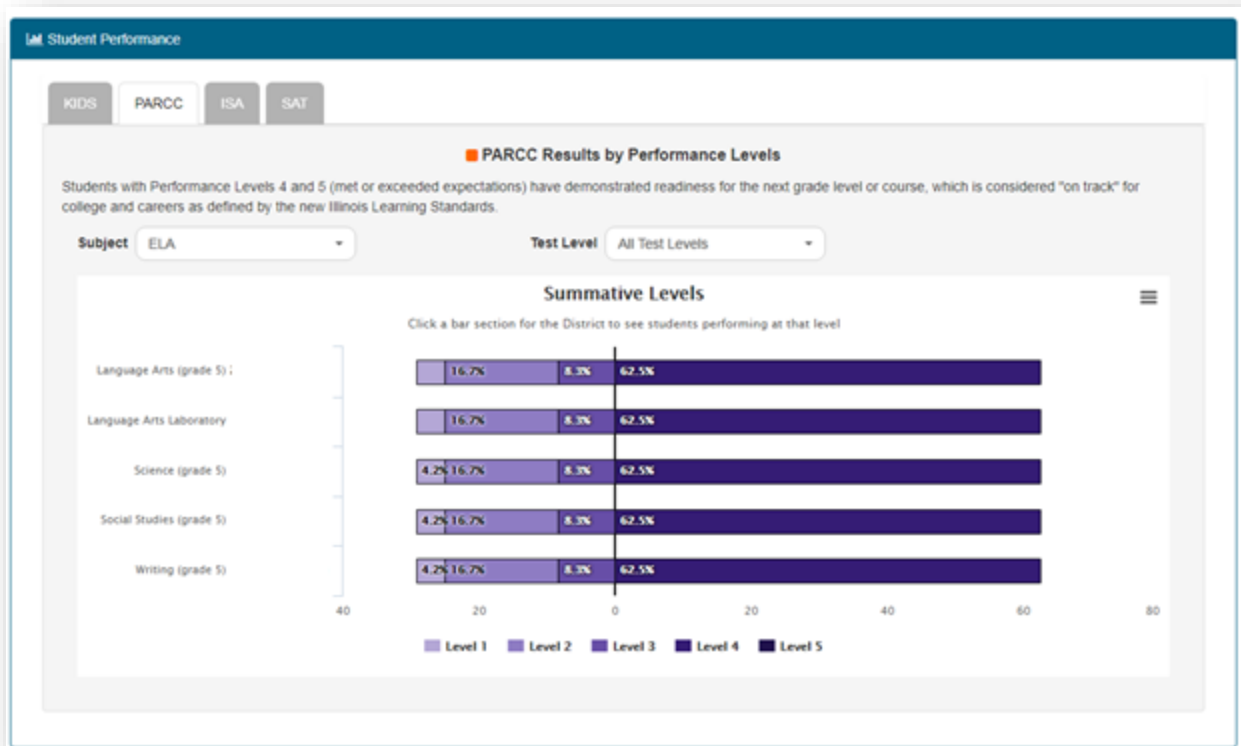 Student Performance
KIDS PARCC ISA SAT
PARCC Results by Performance Levels
Students with Performance Levels 4 and 5 (met or exceeded expectations) have demonstrated readiness for the next grade level or course, which is considered "on track" for
college and careers as defined by the new Illinois Learning Standards.
Subject ELA Test Level All Test Levels
Summative Levels
Click a bar section for the District to see students performing at that level
Language Arts (grade 5) 16.7% 8.3% 62.5%
Language Arts Laboratory 16.7% 8.3% 62.5%
Science (grade 5) 4.2% 16.7% 8.3% 62.5%
Social Studies (grade 5) 4.2% 16.7% 8.3% 62.5%
Writing (grade 5) 4.2% 16.7% 8.3% 62.5%
40 20 0 20 40 60 80
Level 1 Level 2 Level 3 Level 4 Level 5